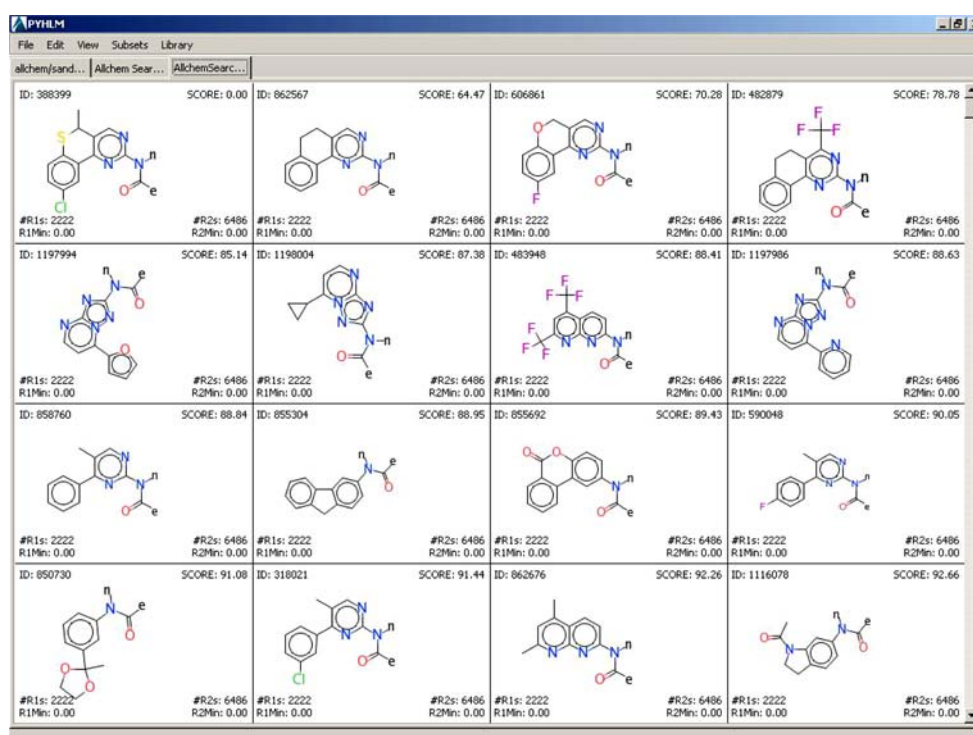 PYHLM
File Edit View Subsets Library
allchem/sand... Allchem Sear... AllchemSearc...
ID: 388399 SCORE: 0.00 ID: 862567 SCORE: 64.47 ID: 606861 SCORE: 70.28 ID: 482879 SCORE: 78.78
S N N N n O e Cl
N N N n O e
O N N N n O e F
F F F N N N n O e
#R1s: 2222 #R2s: 6486 #R1s: 2222 #R2s: 6486 #R1s: 2222 #R2s: 6486 #R1s: 2222 #R2s: 6486
R1Min: 0.00 R2Min: 0.00 R1Min: 0.00 R2Min: 0.00 R1Min: 0.00 R2Min: 0.00 R1Min: 0.00 R2Min: 0.00
ID: 1197994 SCORE: 85.14 ID: 1198004 SCORE: 87.38 ID: 483948 SCORE: 88.41 ID: 1197986 SCORE: 88.63
n e N O N N N N O
N N N N N n O e
F F F F F F N N N n O e
n e N O N N N N N
#R1s: 2222 #R2s: 6486 #R1s: 2222 #R2s: 6486 #R1s: 2222 #R2s: 6486 #R1s: 2222 #R2s: 6486
R1Min: 0.00 R2Min: 0.00 R1Min: 0.00 R2Min: 0.00 R1Min: 0.00 R2Min: 0.00 R1Min: 0.00 R2Min: 0.00
ID: 858760 SCORE: 88.84 ID: 855304 SCORE: 88.95 ID: 855692 SCORE: 89.43 ID: 590048 SCORE: 90.05
N N N n O e
n e N O
O O N n O e
N N N n O e F
#R1s: 2222 #R2s: 6486 #R1s: 2222 #R2s: 6486 #R1s: 2222 #R2s: 6486 #R1s: 2222 #R2s: 6486
R1Min: 0.00 R2Min: 0.00 R1Min: 0.00 R2Min: 0.00 R1Min: 0.00 R2Min: 0.00 R1Min: 0.00 R2Min: 0.00
ID: 850730 SCORE: 91.08 ID: 318021 SCORE: 91.44 ID: 862676 SCORE: 92.26 ID: 1116078 SCORE: 92.66
n e N O O O
N N N n O e Cl
N N N n O e
O N n e N O
#R1s: 2222 #R2s: 6486 #R1s: 2222 #R2s: 6486 #R1s: 2222 #R2s: 6486 #R1s: 2222 #R2s: 6486
R1Min: 0.00 R2Min: 0.00 R1Min: 0.00 R2Min: 0.00 R1Min: 0.00 R2Min: 0.00 R1Min: 0.00 R2Min: 0.00